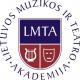 LIETUVOS MUZIKOS IR TEATRO
AKADEMIJA
LMTA